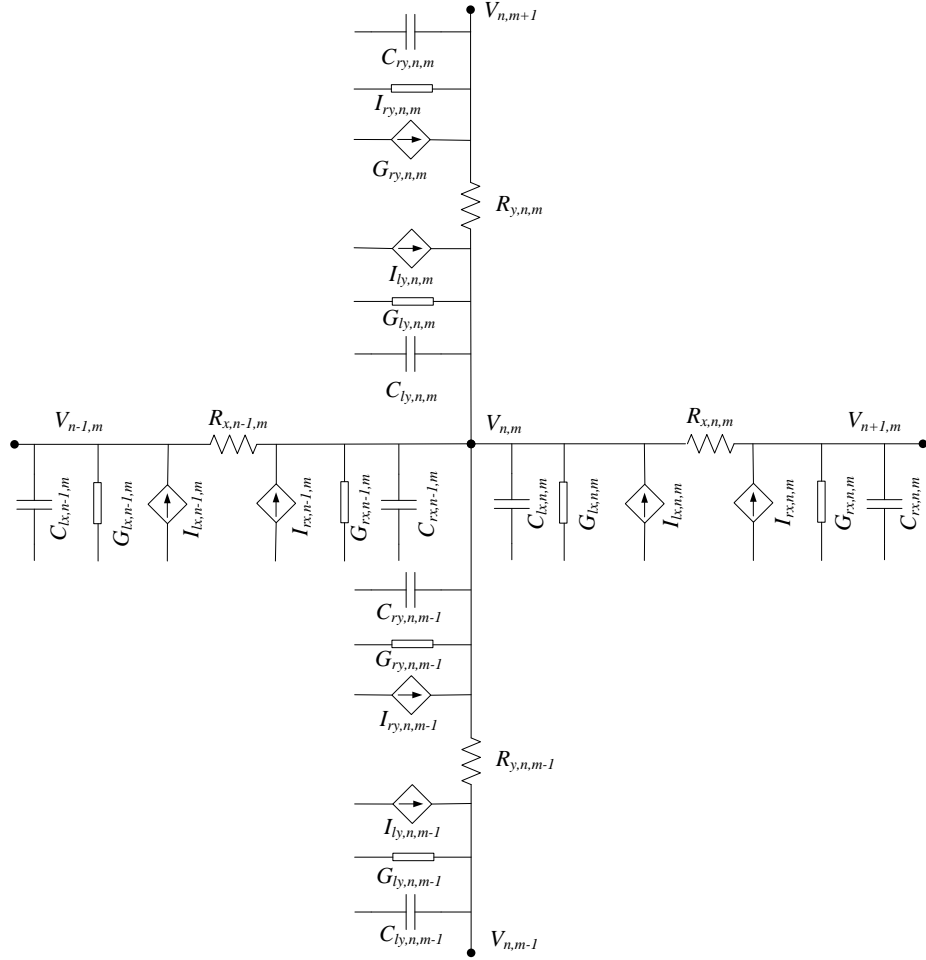 V_{n,m+1}
C_{ry,n,m}
I_{ry,n,m}
G_{ry,n,m}
R_{y,n,m}
I_{ly,n,m}
G_{ly,n,m}
C_{ly,n,m}
V_{n-1,m}
R_{x,n-1,m}
V_{n,m}
R_{x,n,m}
V_{n+1,m}
C_{lx,n-1,m}
G_{lx,n-1,m}
I_{lx,n-1,m}
I_{rx,n-1,m}
G_{rx,n-1,m}
C_{rx,n-1,m}
C_{lx,n,m}
G_{lx,n,m}
I_{lx,n,m}
I_{rx,n,m}
G_{rx,n,m}
C_{rx,n,m}
C_{ry,n,m-1}
G_{ry,n,m-1}
I_{ry,n,m-1}
R_{y,n,m-1}
I_{ly,n,m-1}
G_{ly,n,m-1}
C_{ly,n,m-1}
V_{n,m-1}